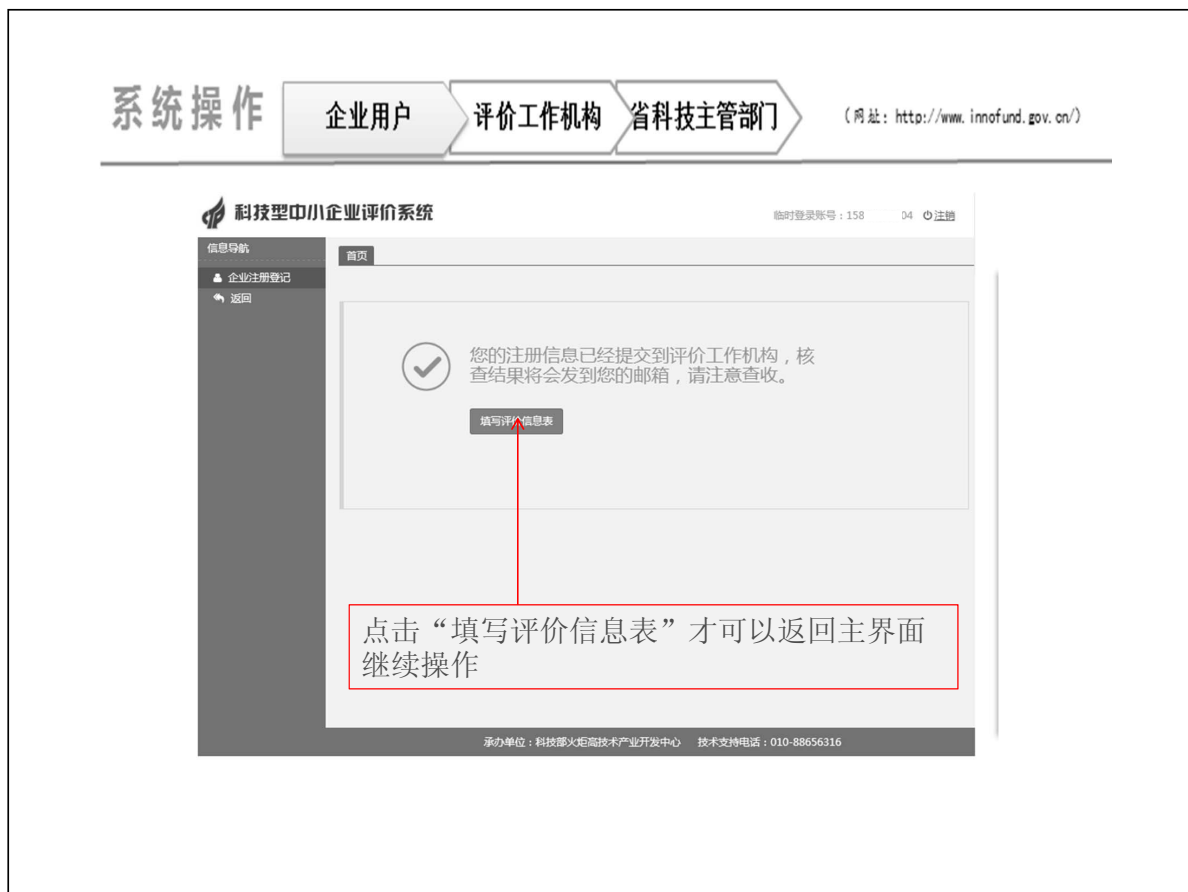 系统操作
企业用户
评价工作机构
省科技主管部门
(网址: http://www.innofund.gov.cn/)
科技型中小企业评价系统
临时登录账号:158 04 注销
信息导航
首页
企业注册登记
返回
您的注册信息已经提交到评价工作机构,核
查结果将会发到您的邮箱,请注意查收。
填写评价信息表
点击“填写评价信息表”才可以返回主界面
继续操作
承办单位:科技部火炬高技术产业开发中心 技术支持电话:010-88656316